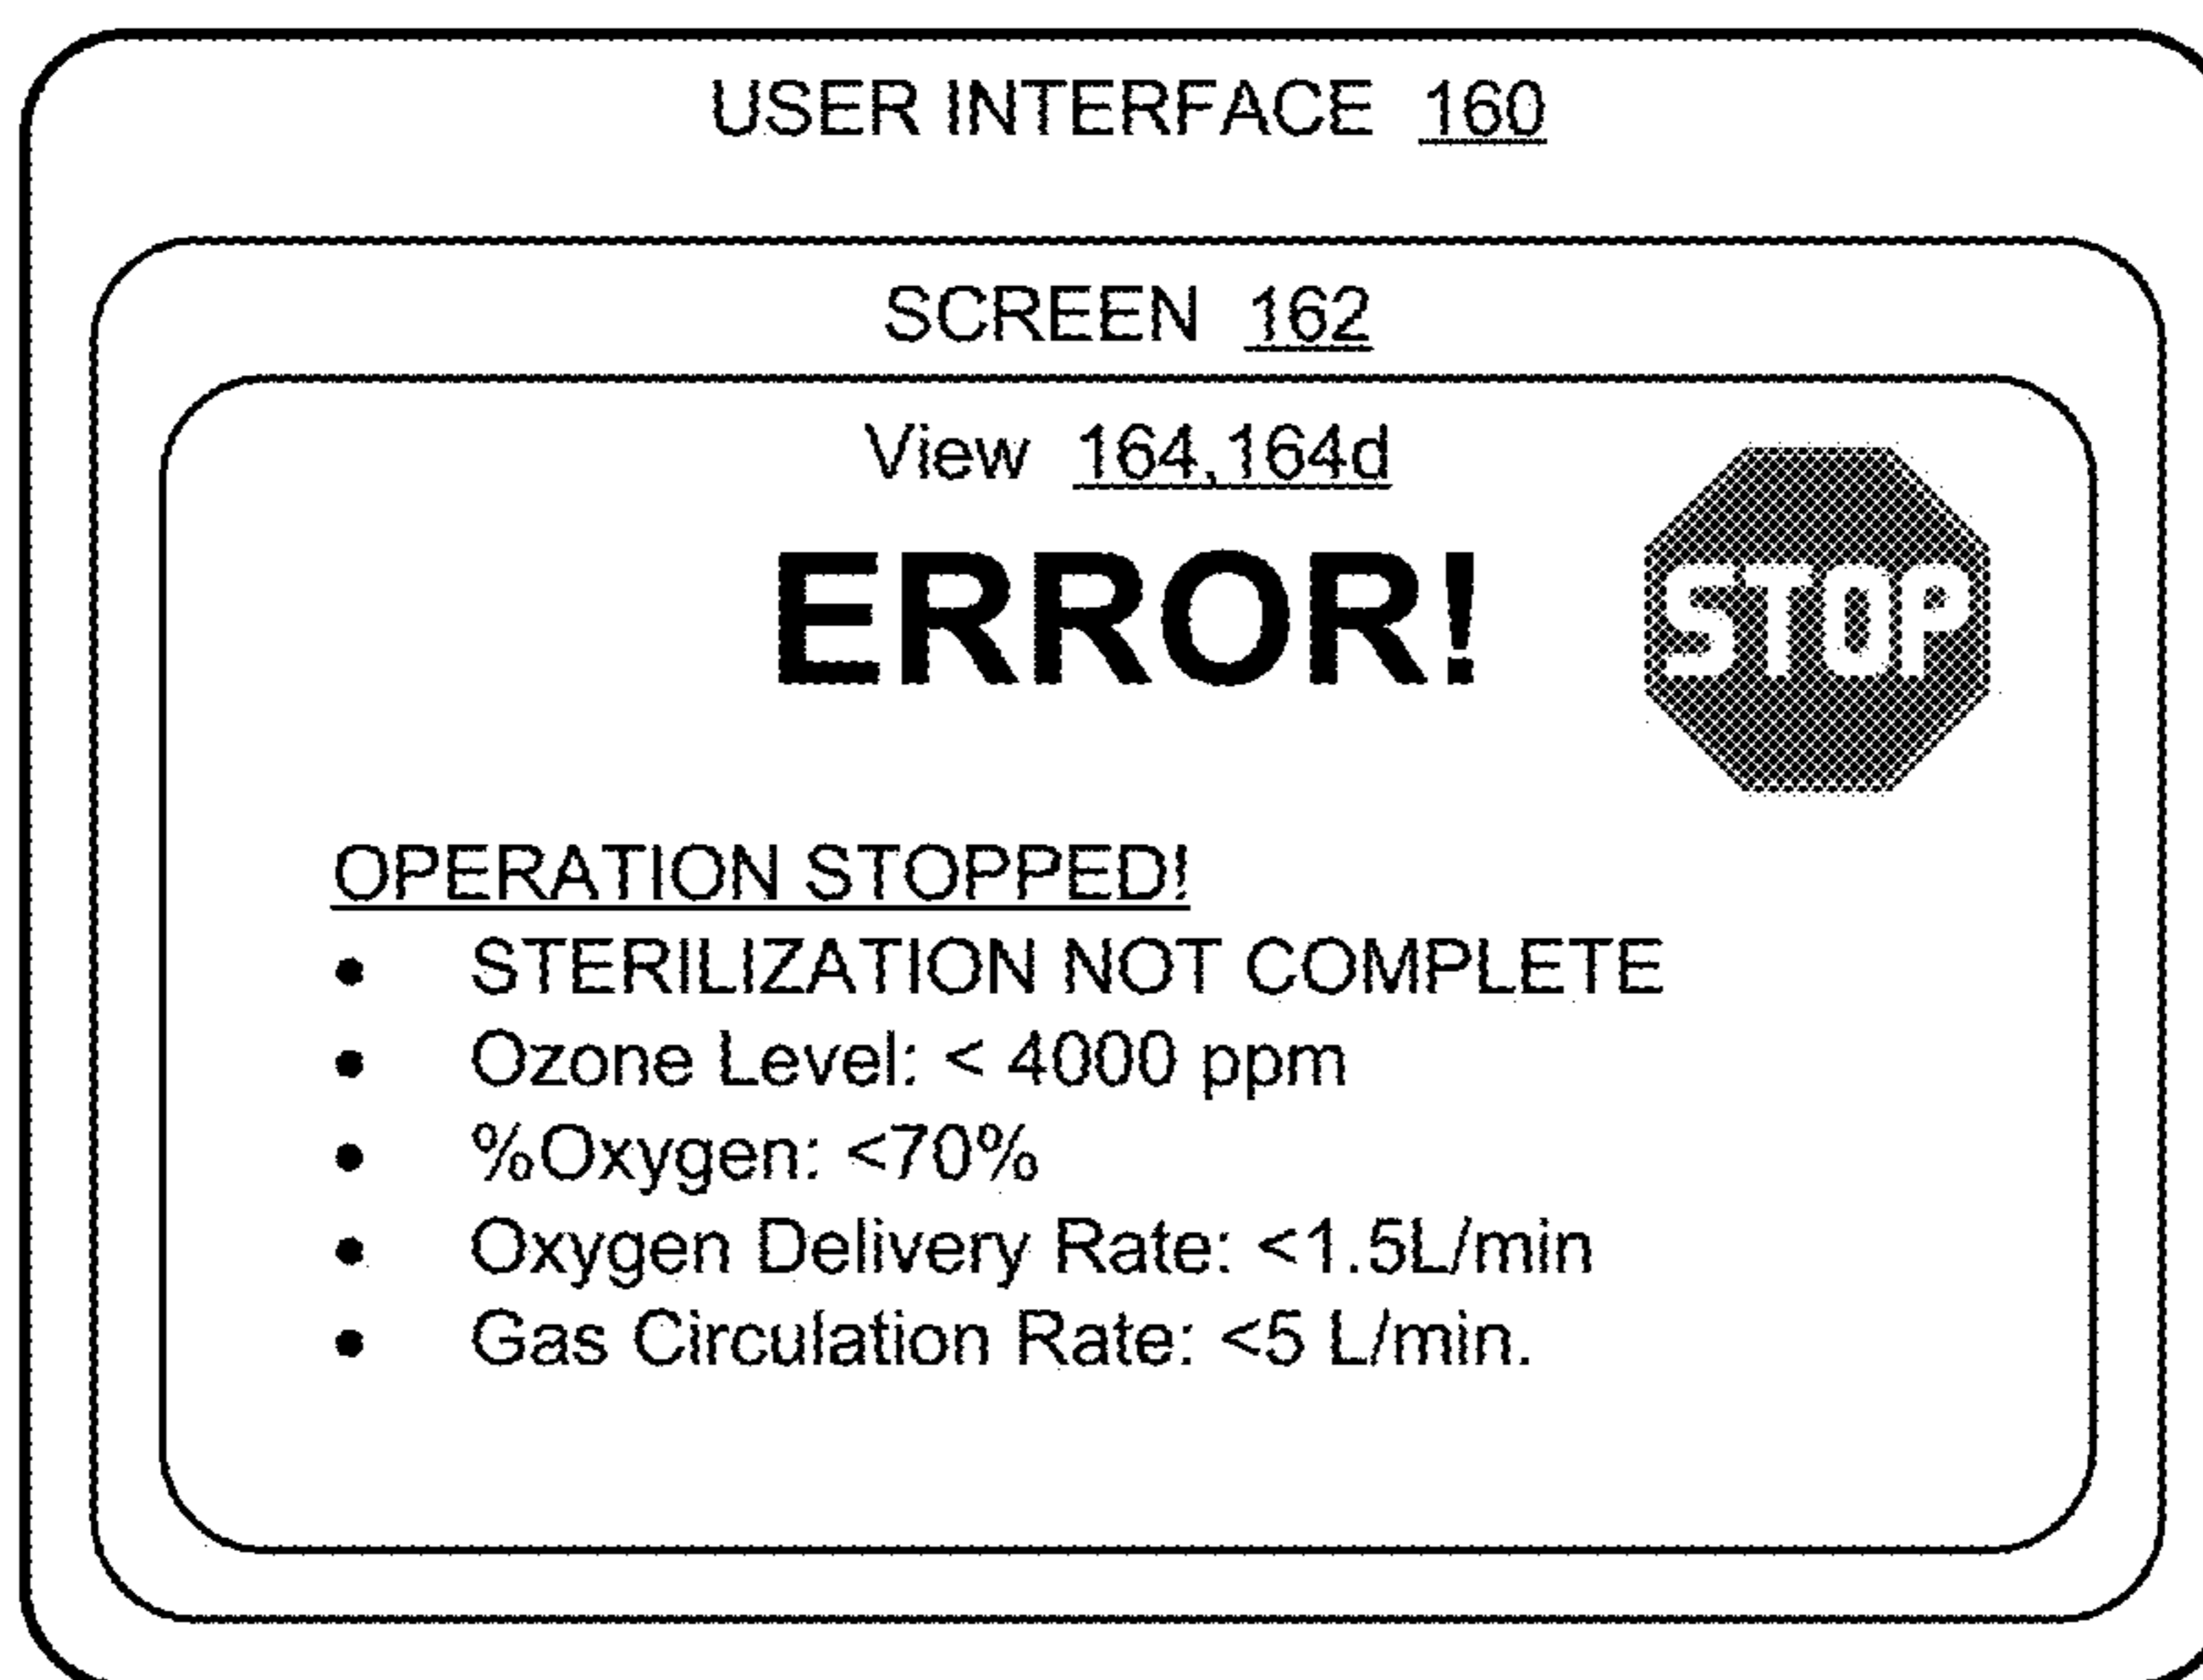 USER INTERFACE 160
SCREEN 162
View 164,164d
ERROR!
STOP
OPERATION STOPPED!
• STERILIZATION NOT COMPLETE
• Ozone Level: < 4000 ppm
• %Oxygen: <70%
• Oxygen Delivery Rate: <1.5L/min
• Gas Circulation Rate: <5 L/min.